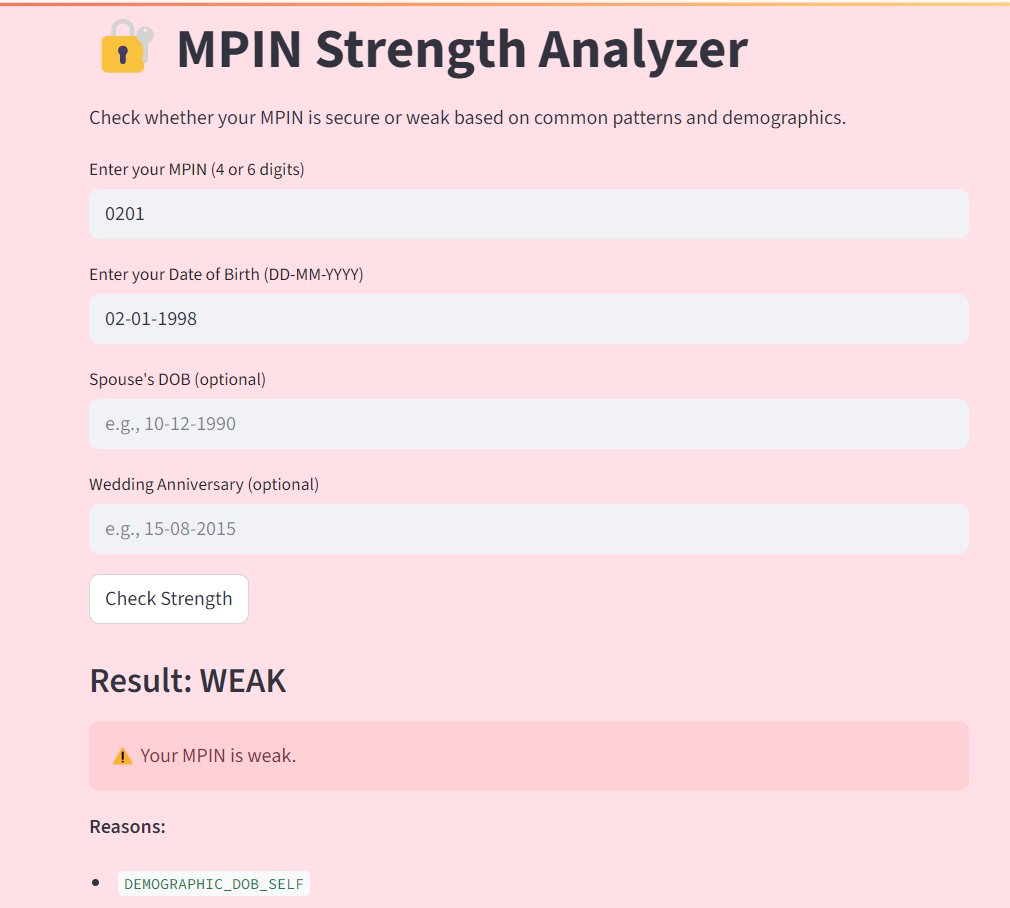 MPIN Strength Analyzer
Check whether your MPIN is secure or weak based on common patterns and demographics.
Enter your MPIN (4 or 6 digits)
0201
Enter your Date of Birth (DD-MM-YYYY)
02-01-1998
Spouse's DOB (optional)
e.g., 10-12-1990
Wedding Anniversary (optional)
e.g., 15-08-2015
Check Strength
Result: WEAK
Your MPIN is weak.
Reasons:
DEMOGRAPHIC_DOB_SELF